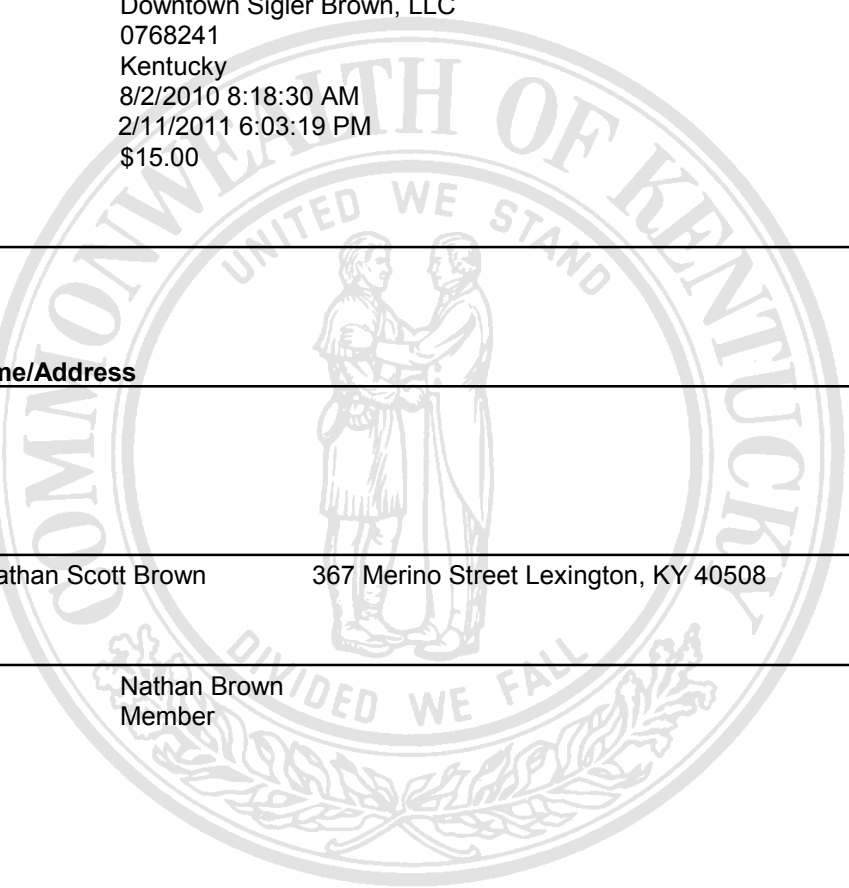 Downtown Sigler Brown, LLC
0768241
Kentucky
8/2/2010 8:18:30 AM
2/11/2011 6:03:19 PM
$15.00
COMMONWEALTH OF KENTUCKY
UNITED WE STAND
me/Address
athan Scott Brown 367 Merino Street Lexington, KY 40508
DIVIDED WE FALL
Nathan Brown
Member